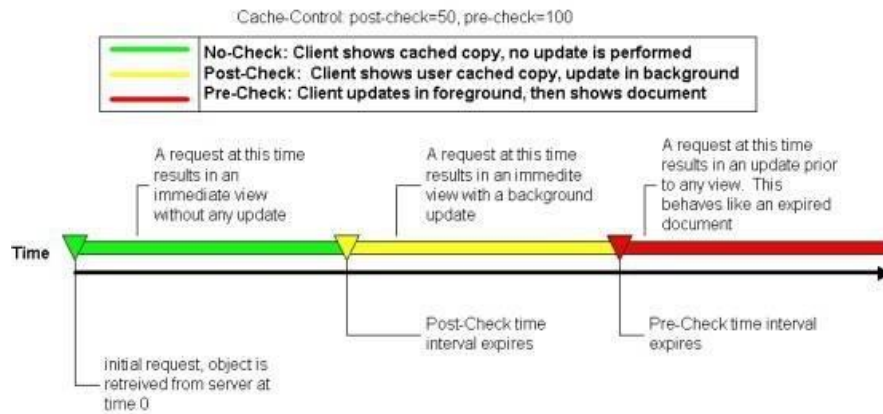 Cache-Control: post-check=50, pre-check=100
No-Check: Client shows cached copy, no update is performed
Post-Check: Client shows user cached copy, update in background
Pre-Check: Client updates in foreground, then shows document
A request at this time
results in an
immediate view
without any update
A request at this time
results in an immedite
view with a background
update
A request at this time
results in an update prior
to any view. This
behaves like an expired
document
Time
Post-Check time
interval expires
Pre-Check time interval
expires
initial request, object is
retreived from server at
time 0